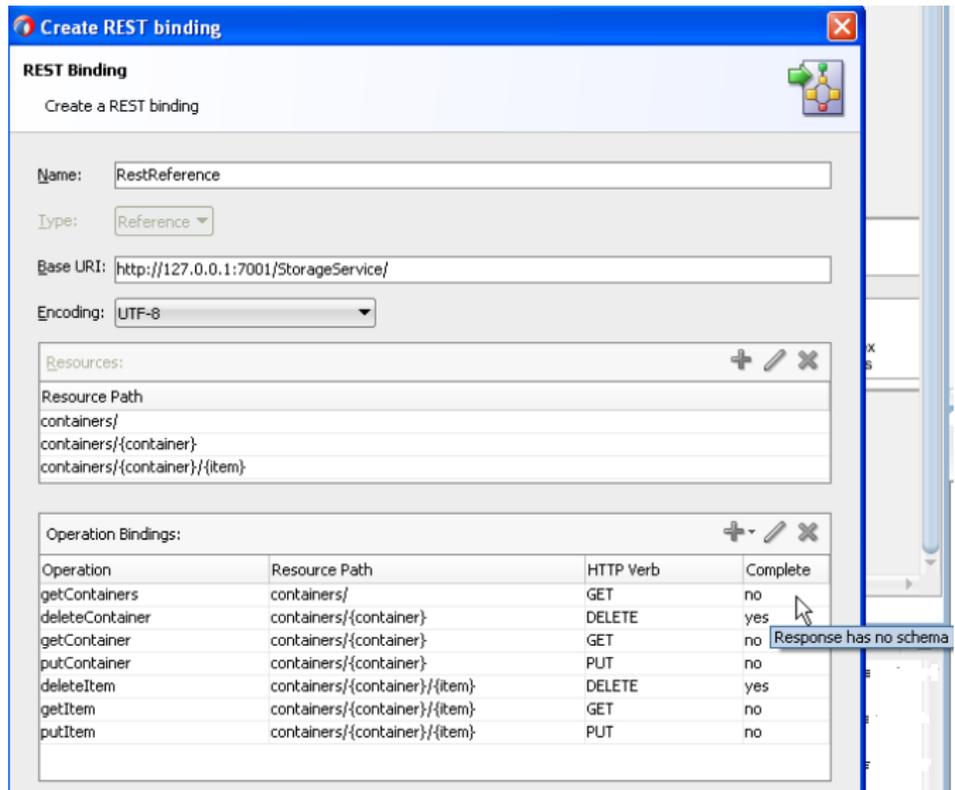 Create REST binding
REST Binding
Create a REST binding
Name: RestReference
Type: Reference
Base URI: http://127.0.0.1:7001/StorageService/
Encoding: UTF-8
Resources:
Resource Path
containers/
containers/{container}
containers/{container}/{item}
Operation Bindings:
Operation Resource Path HTTP Verb Complete
getContainers containers/ GET no
deleteContainer containers/{container} DELETE yes
Response has no schema
getContainer containers/{container} GET no
putContainer containers/{container} PUT no
deleteItem containers/{container}/{item} DELETE yes
getItem containers/{container}/{item} GET no
putItem containers/{container}/{item} PUT no